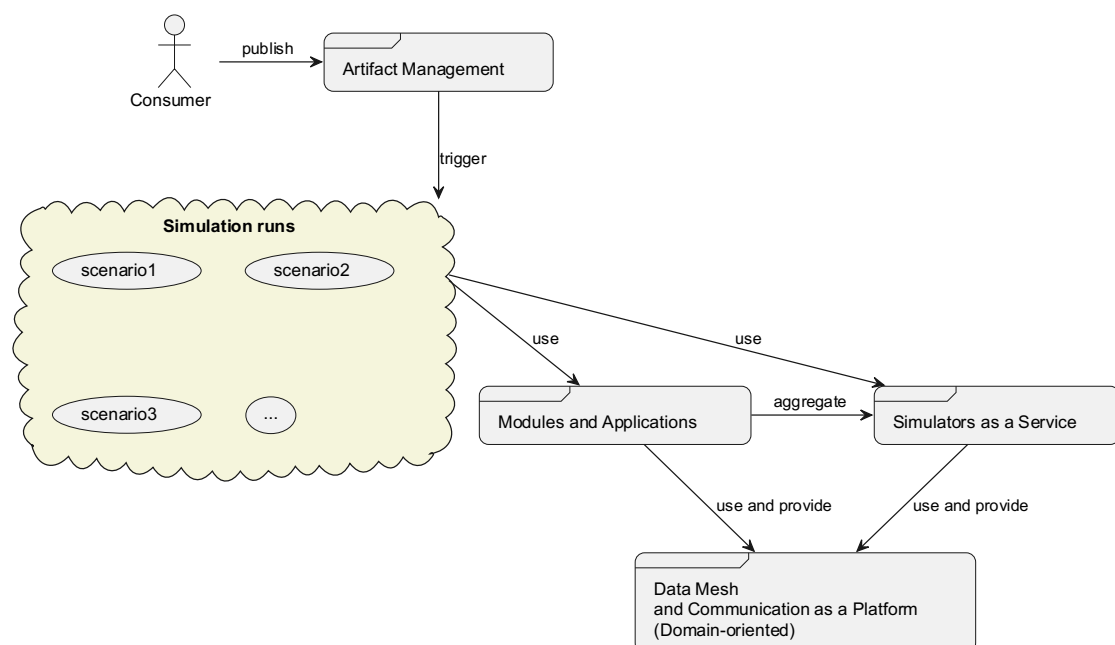 publish
Artifact Management
Consumer
trigger
Simulation runs
scenario1
scenario2
use
use
scenario3
...
Modules and Applications
aggregate
Simulators as a Service
use and provide
use and provide
Data Mesh
and Communication as a Platform
(Domain-oriented)